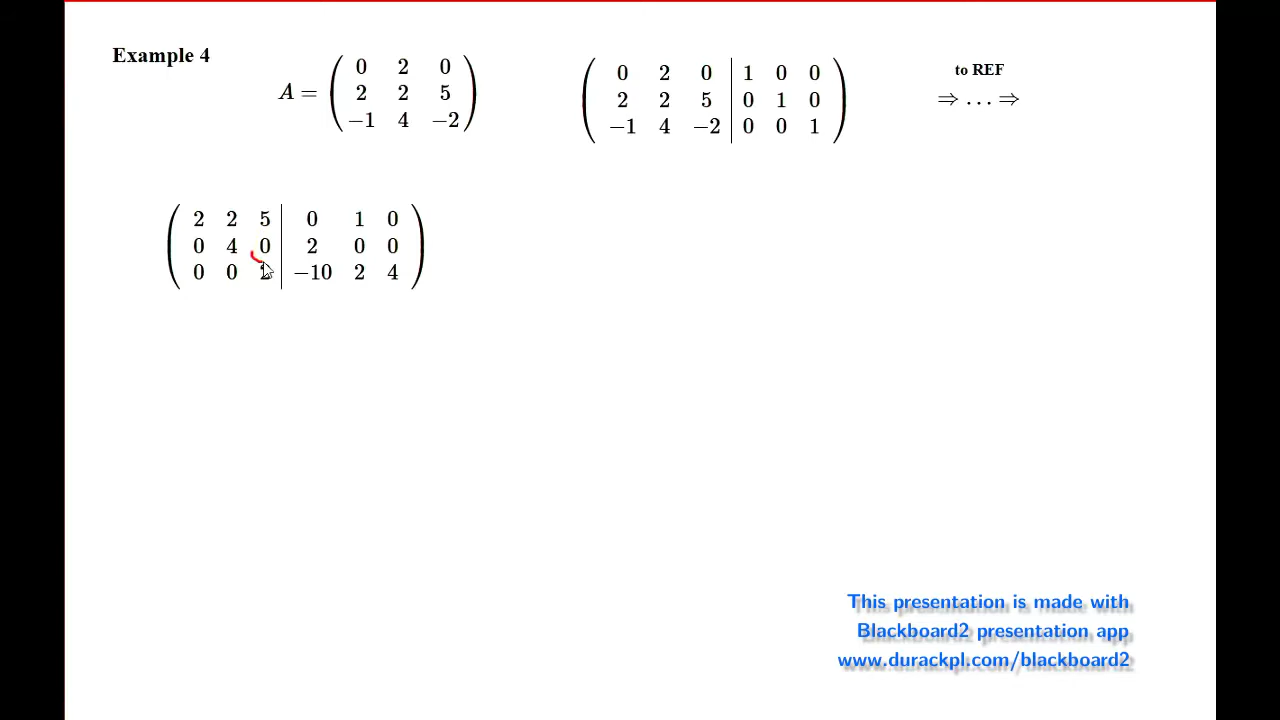 Example 4
A = ( 0 2 0
2 2 5
−1 4 −2 )
( 0 2 0 | 1 0 0
2 2 5 | 0 1 0
−1 4 −2 | 0 0 1 )
to REF
⇒ ... ⇒
( 2 2 5 | 0 1 0
0 4 0 | 2 0 0
0 0 2 | −10 2 4 )
This presentation is made with
Blackboard2 presentation app
www.durackpl.com/blackboard2